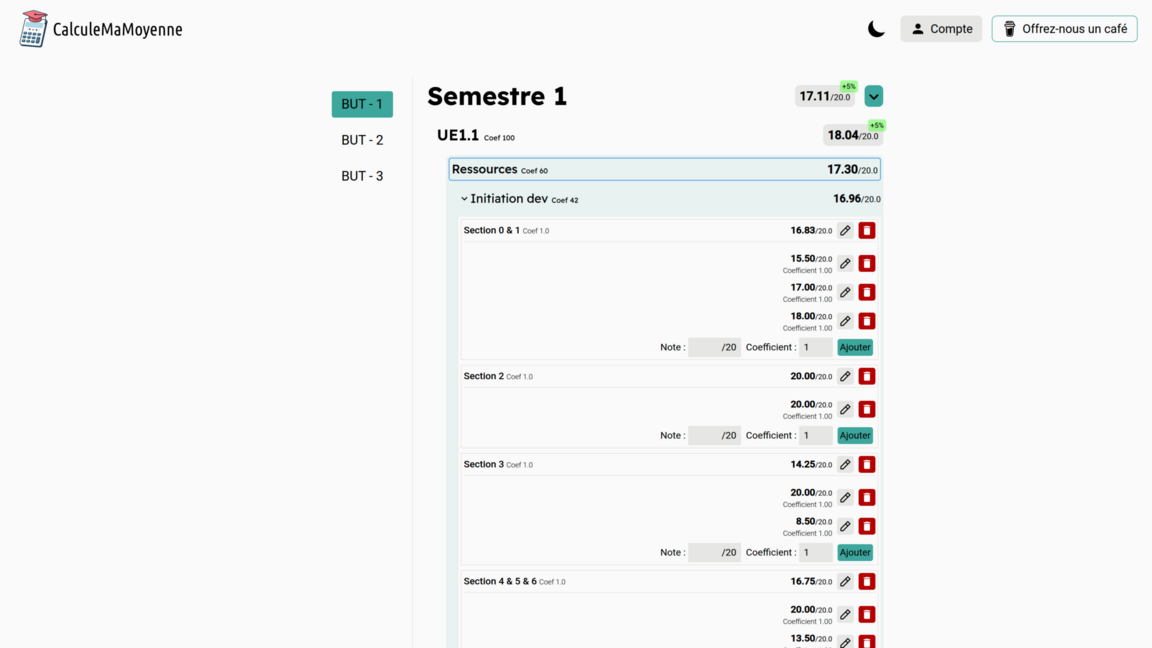 CalculeMaMoyenne
Compte
Offrez-nous un café
BUT - 1
BUT - 2
BUT - 3
Semestre 1
+5%
17.11/20.0
UE1.1 Coef 100
+5%
18.04/20.0
Ressources Coef 60
17.30/20.0
Initiation dev Coef 42
16.96/20.0
Section 0 & 1 Coef 1.0
16.83/20.0
15.50/20.0
Coefficient 1.00
17.00/20.0
Coefficient 1.00
18.00/20.0
Coefficient 1.00
Note : /20 Coefficient : 1 Ajouter
Section 2 Coef 1.0
20.00/20.0
20.00/20.0
Coefficient 1.00
Note : /20 Coefficient : 1 Ajouter
Section 3 Coef 1.0
14.25/20.0
20.00/20.0
Coefficient 1.00
8.50/20.0
Coefficient 1.00
Note : /20 Coefficient : 1 Ajouter
Section 4 & 5 & 6 Coef 1.0
16.75/20.0
20.00/20.0
Coefficient 1.00
13.50/20.0